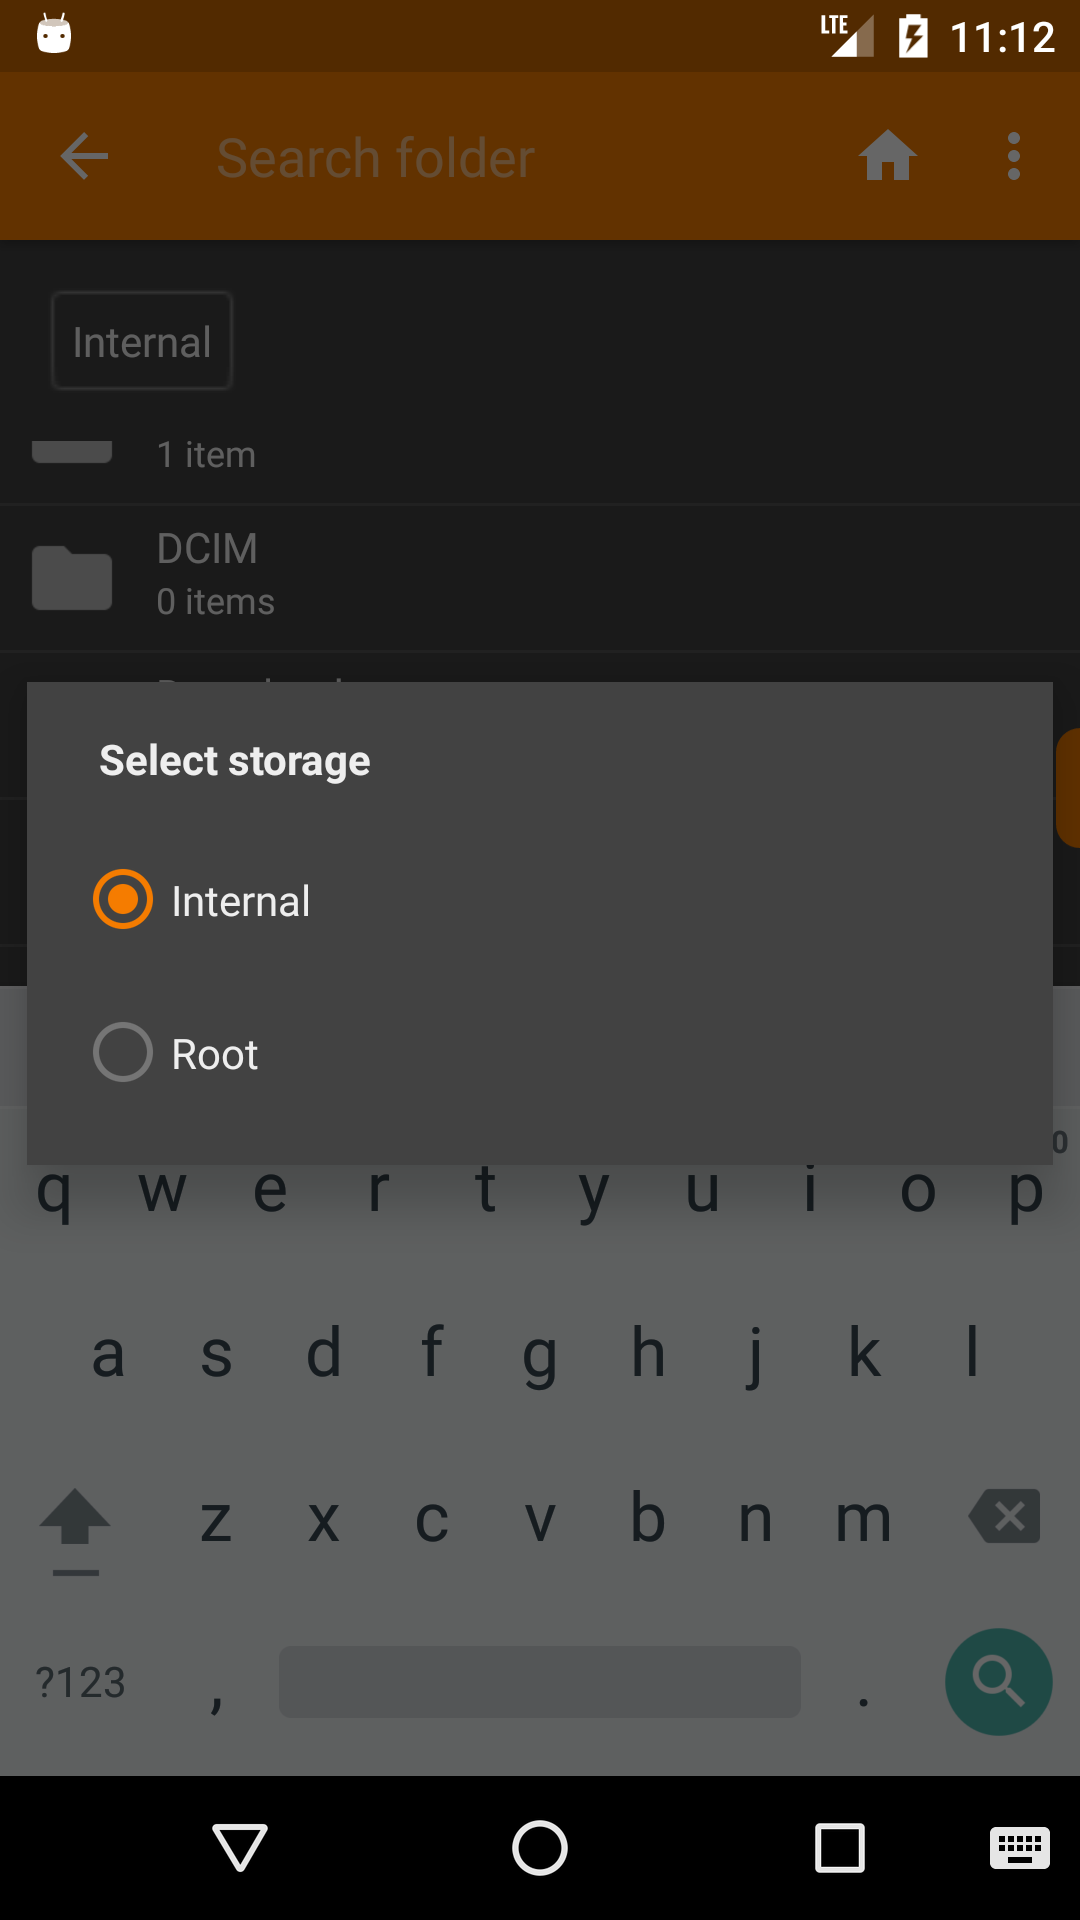 LTE 11:12
Search folder
Internal
1 item
DCIM
0 items
Select storage
Internal
Root
0
q w e r t y u i o p
a s d f g h j k l
z x c v b n m
?123 , .